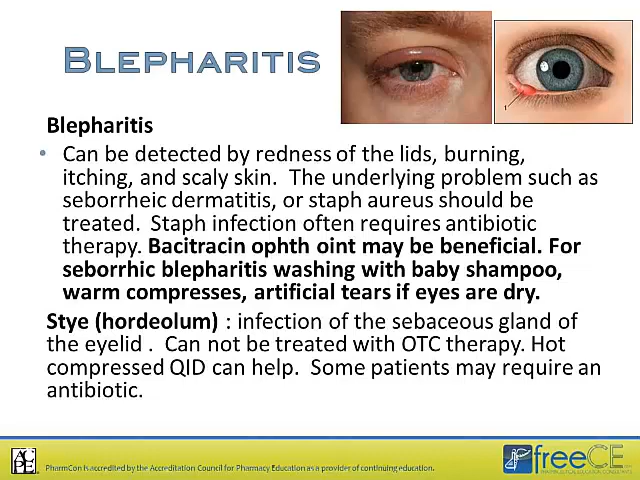 BLEPHARITIS
Blepharitis
• Can be detected by redness of the lids, burning,
itching, and scaly skin. The underlying problem such as
seborrheic dermatitis, or staph aureus should be
treated. Staph infection often requires antibiotic
therapy. Bacitracin ophth oint may be beneficial. For
seborrhic blepharitis washing with baby shampoo,
warm compresses, artificial tears if eyes are dry.
Stye (hordeolum) : infection of the sebaceous gland of
the eyelid . Can not be treated with OTC therapy. Hot
compressed QID can help. Some patients may require an
antibiotic.
PharmCon is accredited by the Accreditation Council for Pharmacy Education as a provider of continuing education.
freeCE